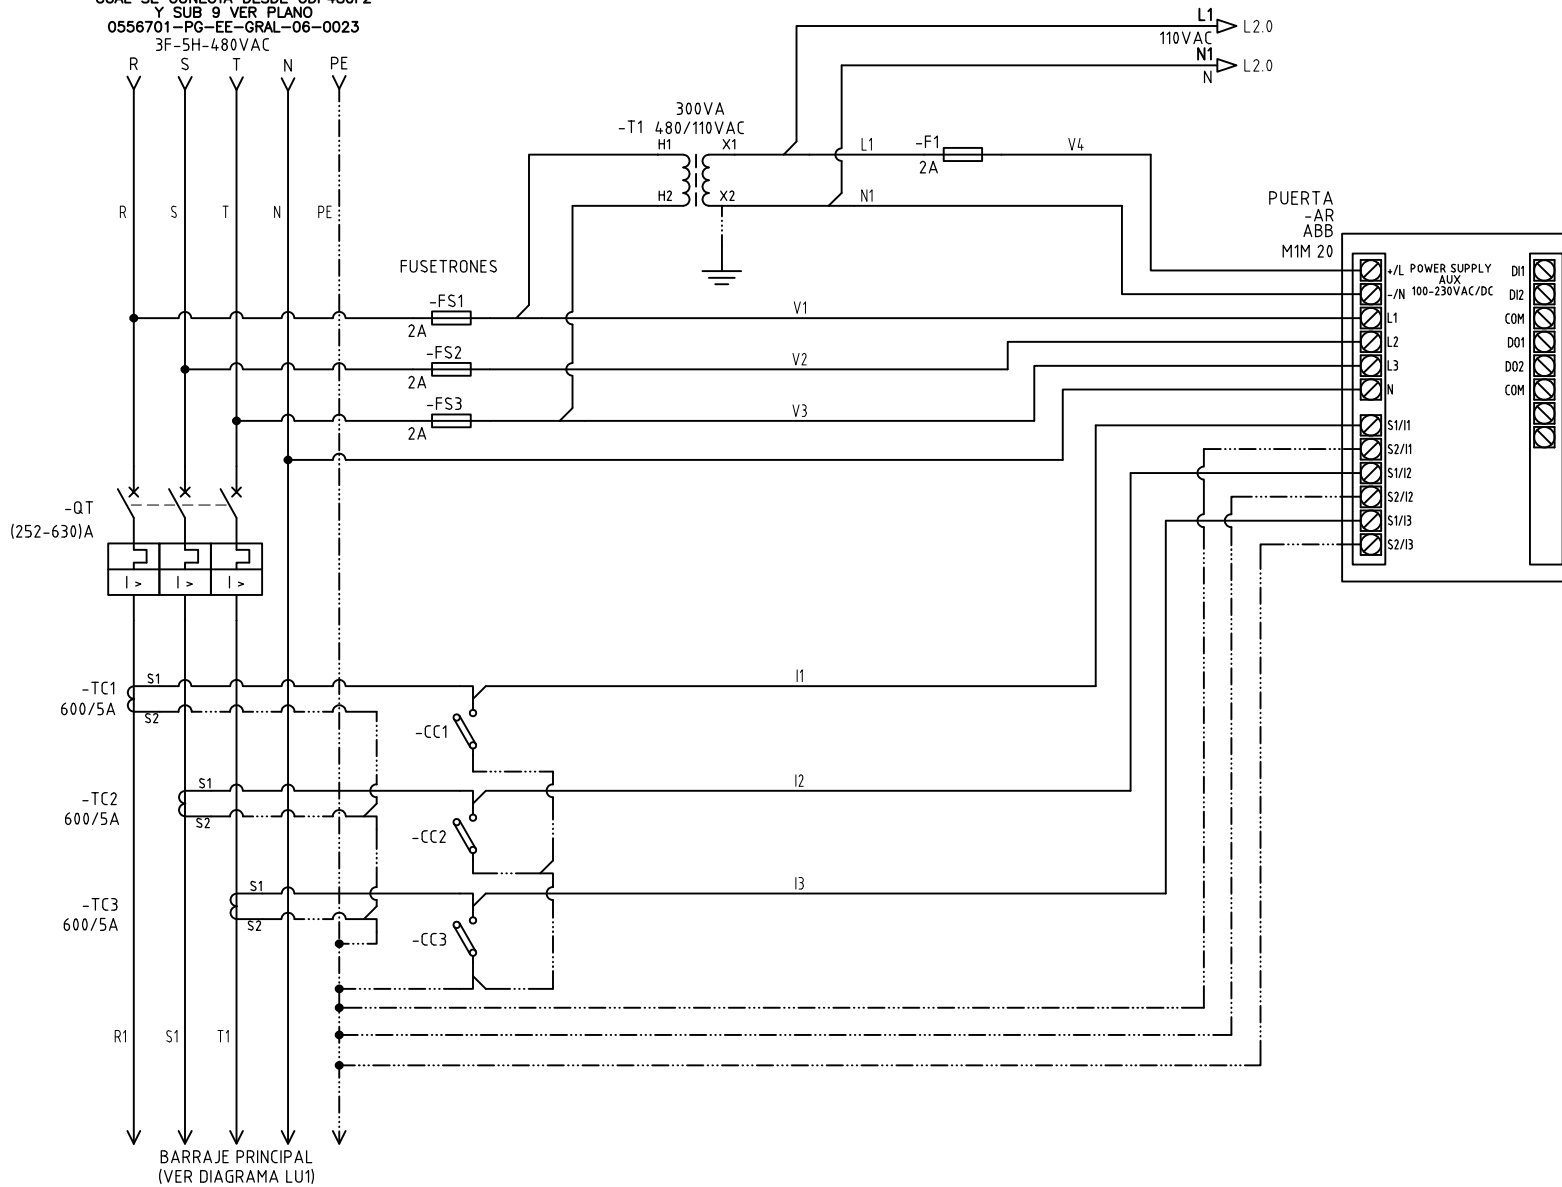 Y SUB 9 VER PLANO
0556701-PG-EE-GRAL-06-0023
3F-5H-480VAC
R S T N PE
L1
110VAC
L2.0
N1
N
L2.0
300VA
-T1 480/110VAC
H1 X1
H2 X2
L1
-F1
2A
V4
N1
R S T N PE
FUSETRONES
PUERTA
-AR
ABB
M1M 20
+/L POWER SUPPLY
AUX
-/N 100-230VAC/DC
L1
L2
L3
N
S1/I1
S2/I1
S1/I2
S2/I2
S1/I3
S2/I3
DI1
DI2
COM
DO1
DO2
COM
-FS1
2A
V1
-FS2
2A
V2
-FS3
2A
V3
-QT
(252-630)A
I > I > I >
-TC1
600/5A
S1
S2
-CC1
I1
-TC2
600/5A
S1
S2
-CC2
I2
-TC3
600/5A
S1
S2
-CC3
I3
R1 S1 T1
BARRAJE PRINCIPAL
(VER DIAGRAMA LU1)